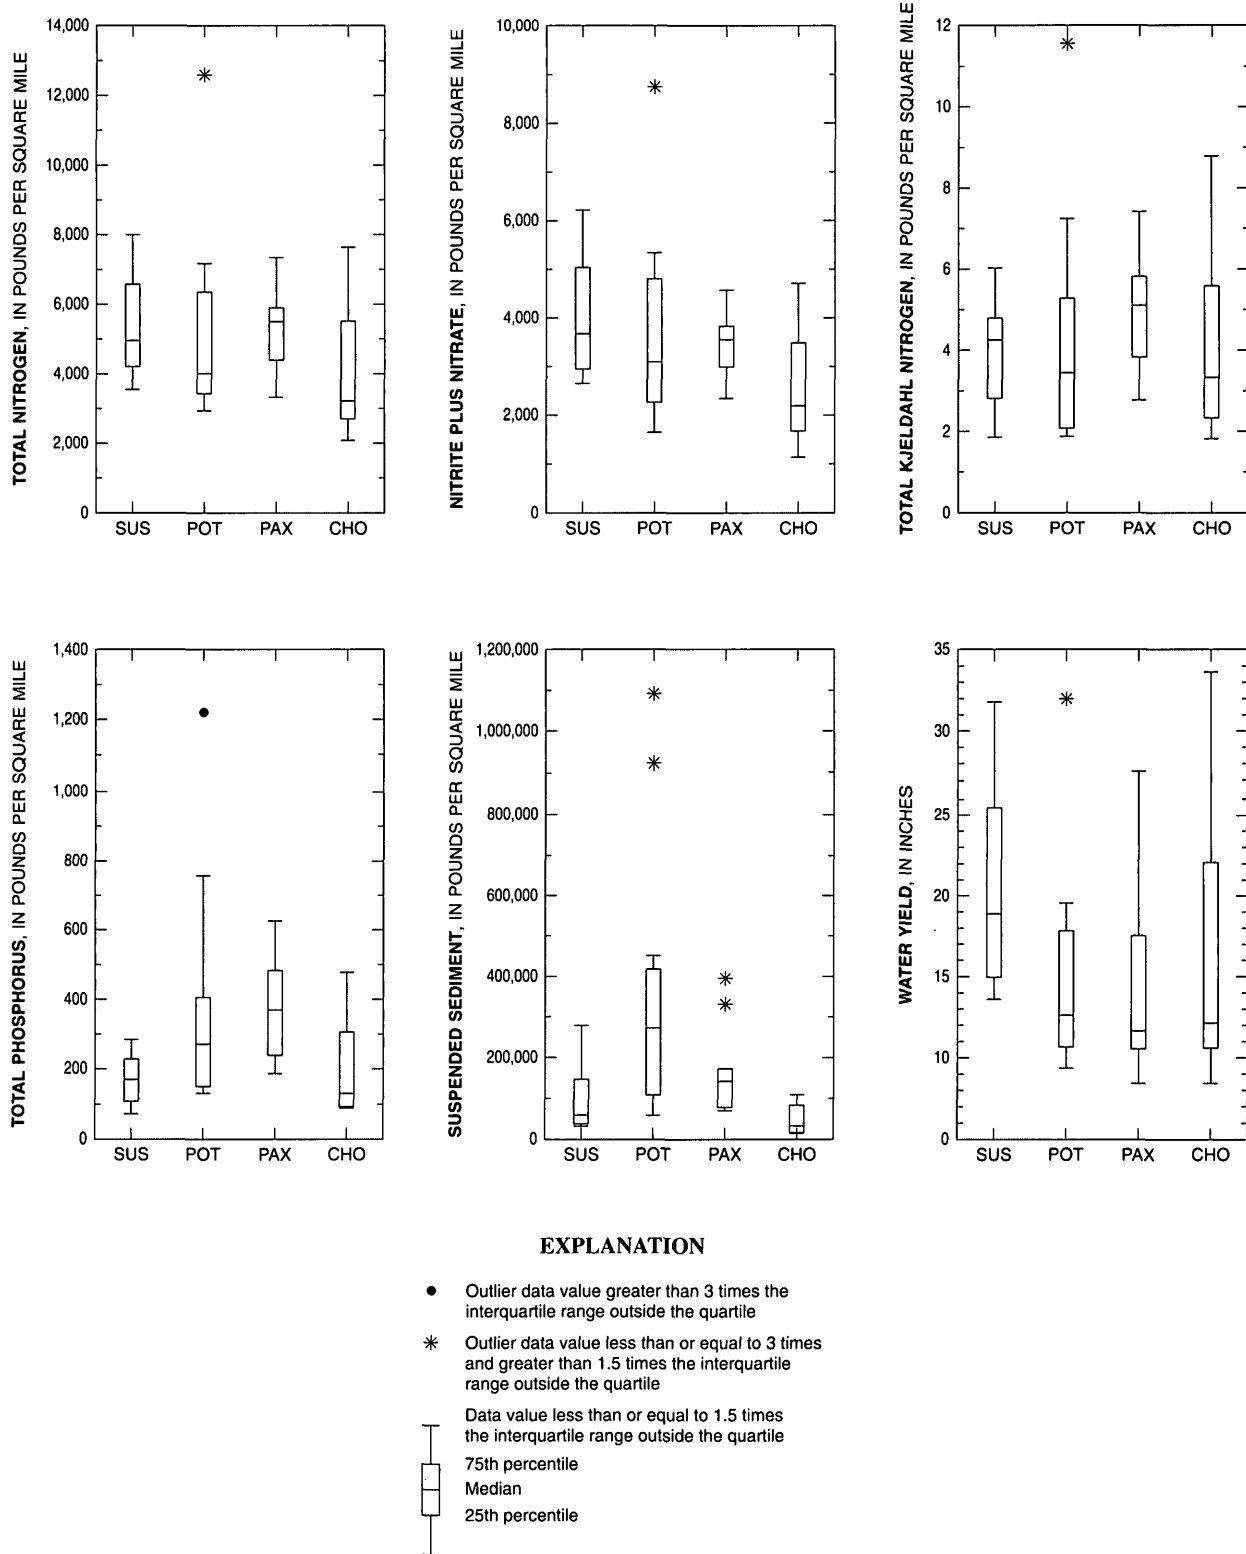 TOTAL NITROGEN, IN POUNDS PER SQUARE MILE
14,000
12,000
10,000
8,000
6,000
4,000
2,000
0
SUS POT PAX CHO
NITRITE PLUS NITRATE, IN POUNDS PER SQUARE MILE
10,000
8,000
6,000
4,000
2,000
0
SUS POT PAX CHO
TOTAL KJELDAHL NITROGEN, IN POUNDS PER SQUARE MILE
12
10
8
6
4
2
0
SUS POT PAX CHO
TOTAL PHOSPHORUS, IN POUNDS PER SQUARE MILE
1,400
1,200
1,000
800
600
400
200
0
SUS POT PAX CHO
SUSPENDED SEDIMENT, IN POUNDS PER SQUARE MILE
1,200,000
1,000,000
800,000
600,000
400,000
200,000
0
SUS POT PAX CHO
WATER YIELD, IN INCHES
35
30
25
20
15
10
0
SUS POT PAX CHO
EXPLANATION
Outlier data value greater than 3 times the
interquartile range outside the quartile
Outlier data value less than or equal to 3 times
and greater than 1.5 times the interquartile
range outside the quartile
Data value less than or equal to 1.5 times
the interquartile range outside the quartile
75th percentile
Median
25th percentile